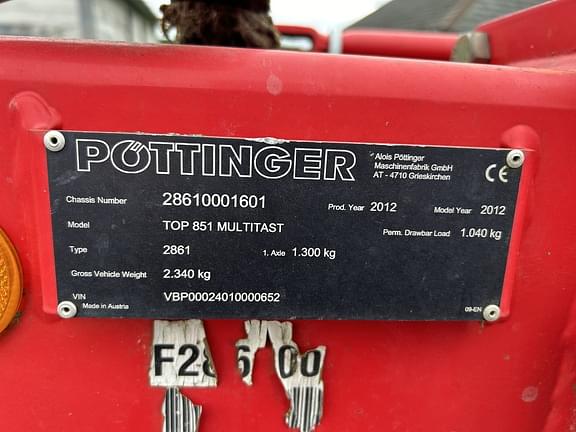 PÖTTINGER
Alois Pöttinger
Maschinenfabrik GmbH
AT - 4710 Grieskirchen
CE
Chassis Number 28610001601 Prod. Year 2012 Model Year 2012
Model TOP 851 MULTITAST Perm. Drawbar Load 1.040 kg
Type 2861 1. Axle 1.300 kg
Gross Vehicle Weight 2.340 kg
VIN VBP00024010000652
Made in Austria 09-EN